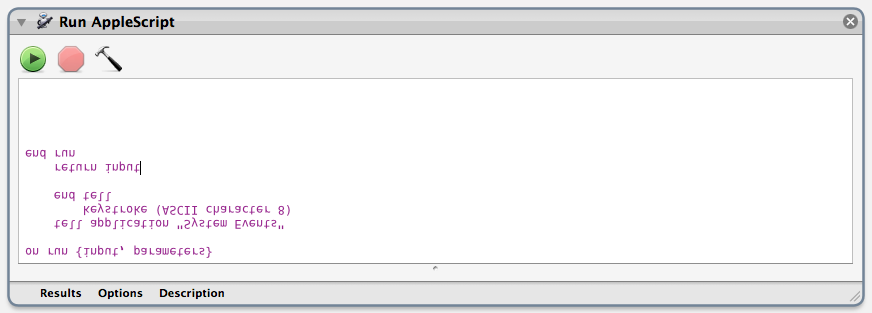 Run AppleScript
on run {input, parameters}
tell application "System Events"
keystroke (ASCII character 8)
end tell
return input
end run
Results Options Description